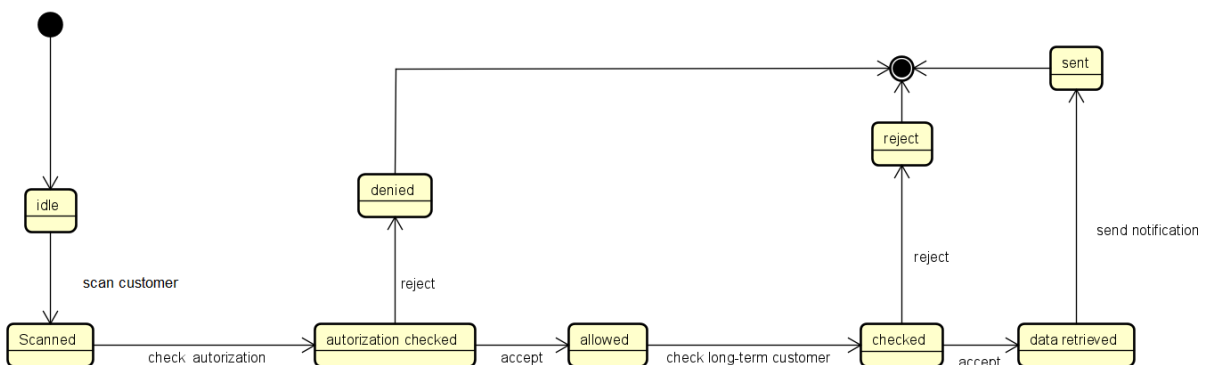 sent
reject
denied
idle
send notification
reject
scan customer
reject
Scanned
autorization checked
allowed
checked
data retrieved
check autorization
accept
check long-term customer
accept